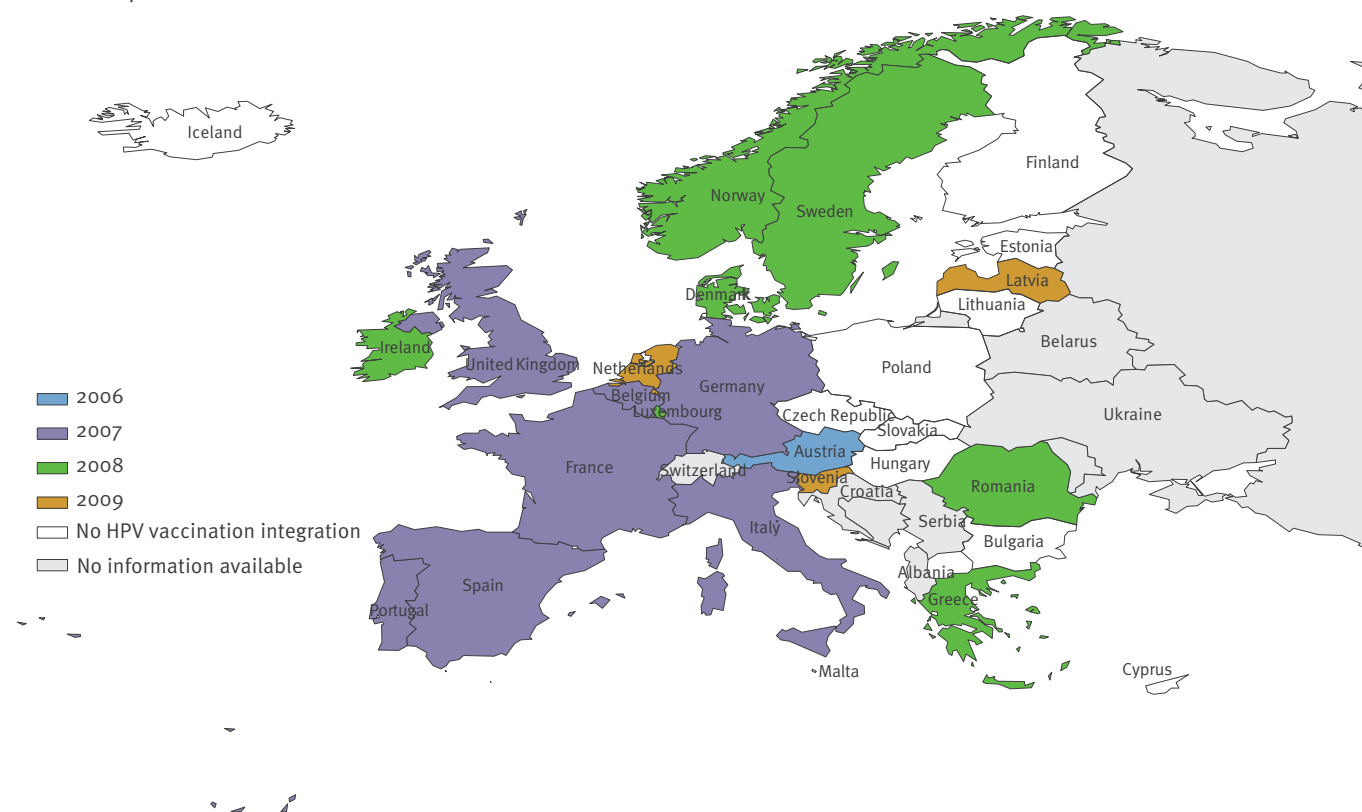 Iceland
Finland
Norway
Sweden
Estonia
Latvia
Denmark
Lithuania
Ireland
Belarus
United Kingdom
Netherlands
Poland
Germany
Belgium
2006
Luxembourg
Czech Republic
Ukraine
2007
Slovakia
Austria
2008
France
Switzerland
Hungary
Slovenia
Romania
Croatia
2009
Serbia
Italy
No HPV vaccination integration
Bulgaria
No information available
Albania
Spain
Greece
Portugal
Malta
Cyprus